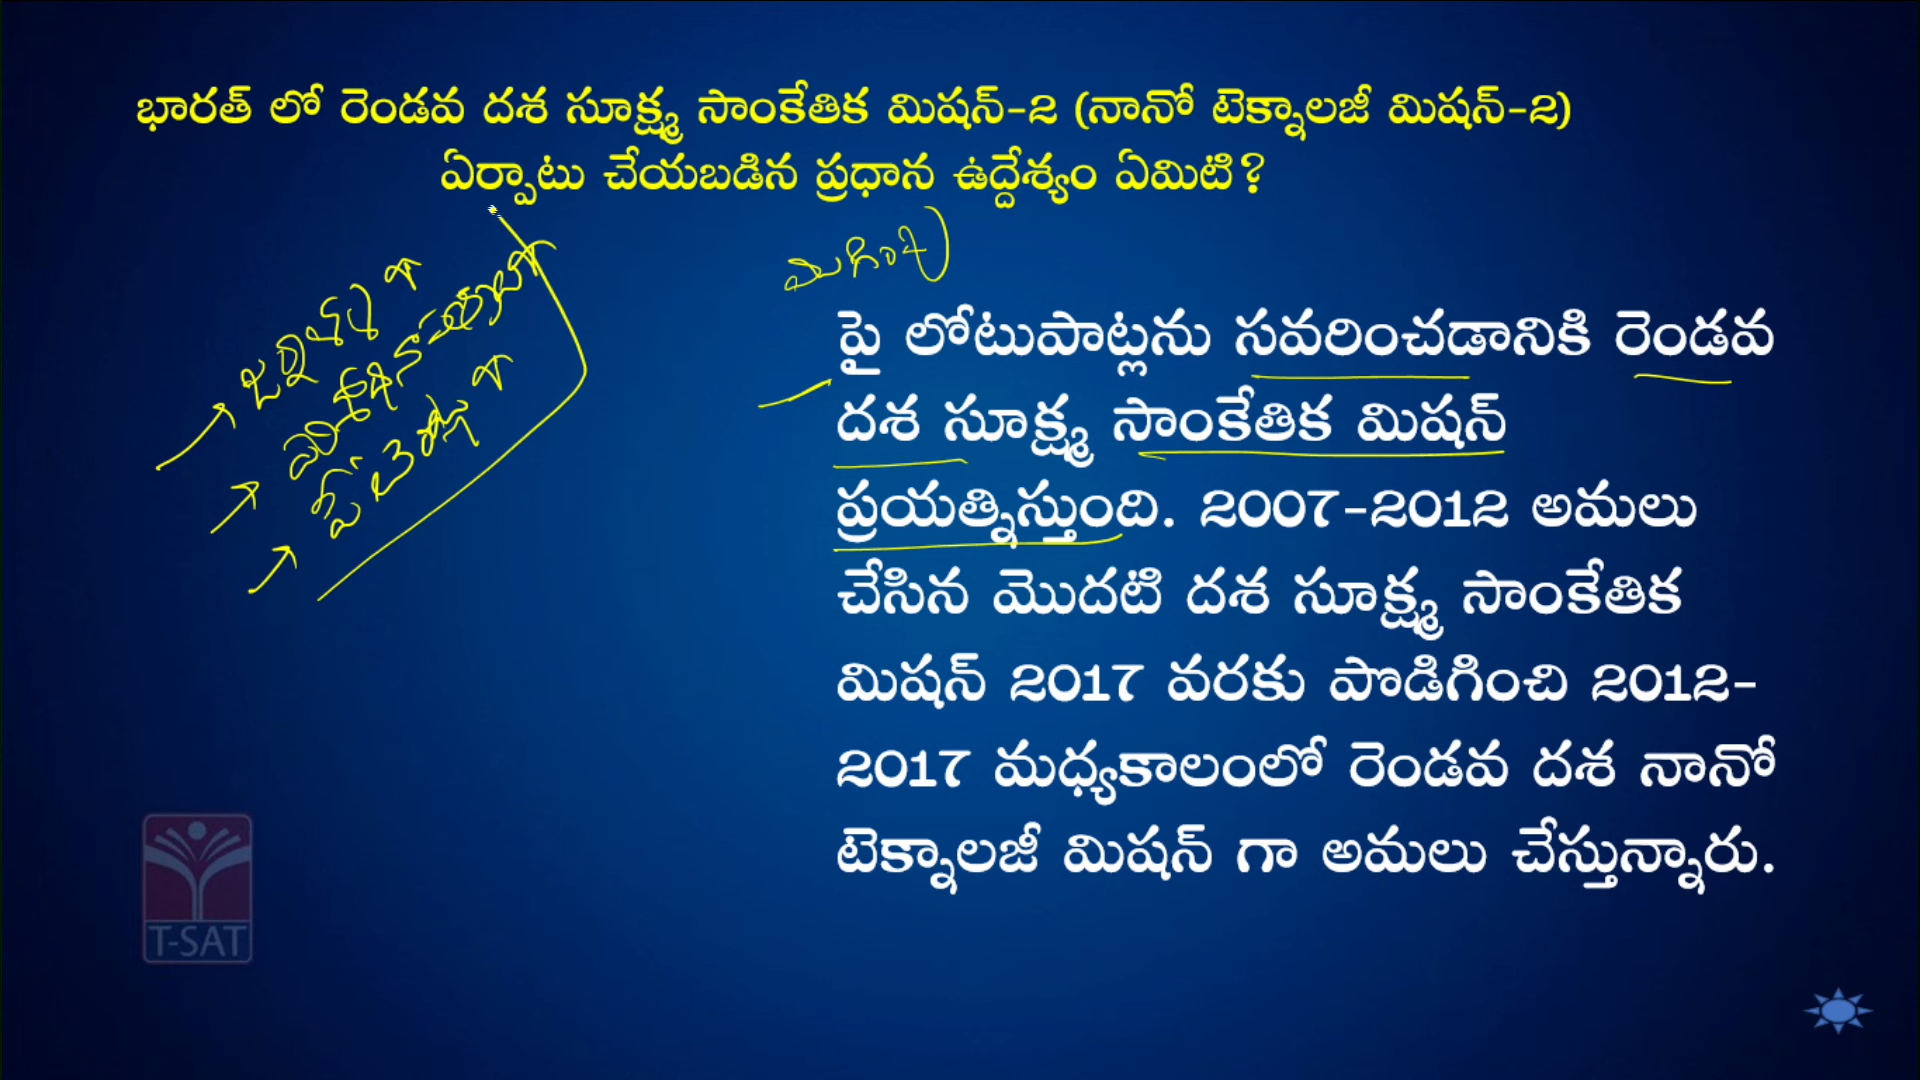 భారత్ లో రెండవ దశ సూక్ష్మ సాంకేతిక మిషన్-2 (నానో టెక్నాలజీ మిషన్-2)
ఏర్పాటు చేయబడిన ప్రధాన ఉద్దేశ్యం ఏమిటి?
పై లోటుపాట్లను సవరించడానికి రెండవ
దశ సూక్ష్మ సాంకేతిక మిషన్
ప్రయత్నిస్తుంది. 2007-2012 అమలు
చేసిన మొదటి దశ సూక్ష్మ సాంకేతిక
మిషన్ 2017 వరకు పొడిగించి 2012-
2017 మధ్యకాలంలో రెండవ దశ నానో
టెక్నాలజీ మిషన్ గా అమలు చేస్తున్నారు.
T-SAT